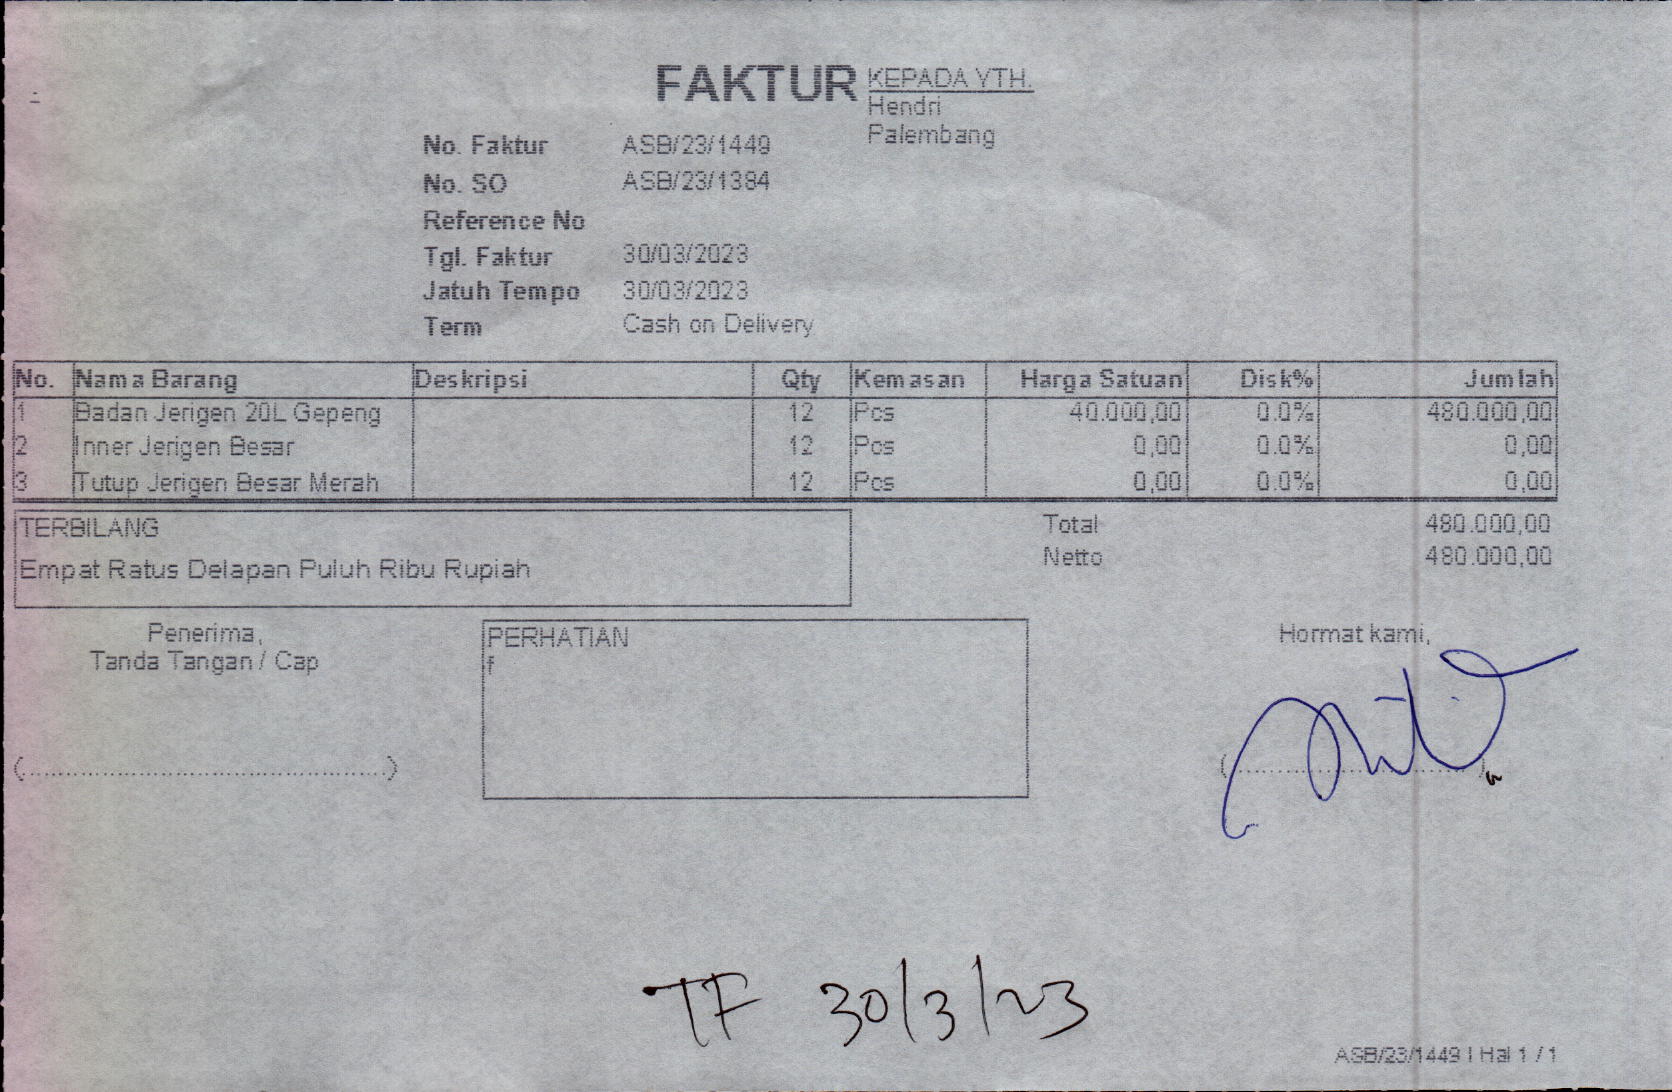 FAKTUR
KEPADA YTH.
Hendri
Palembang
No. Faktur ASB/23/1449
No. SO ASB/23/1384
Reference No
Tgl. Faktur 30/03/2023
Jatuh Tempo 30/03/2023
Term Cash on Delivery
No. Nama Barang Deskripsi Qty Kemasan Harga Satuan Disk% Jumlah
1 Badan Jerigen 20L Gepeng 12 Pcs 40.000,00 0.0% 480.000,00
2 Inner Jerigen Besar 12 Pcs 0,00 0.0% 0,00
3 Tutup Jerigen Besar Merah 12 Pcs 0,00 0.0% 0,00
TERBILANG
Empat Ratus Delapan Puluh Ribu Rupiah
Total 480.000,00
Netto 480.000,00
Penerima,
Tanda Tangan / Cap
(................................................)
PERHATIAN
f
Hormat kami,
(..................................)
TF 30/3/23
ASB/23/1449 | Hal 1 / 1